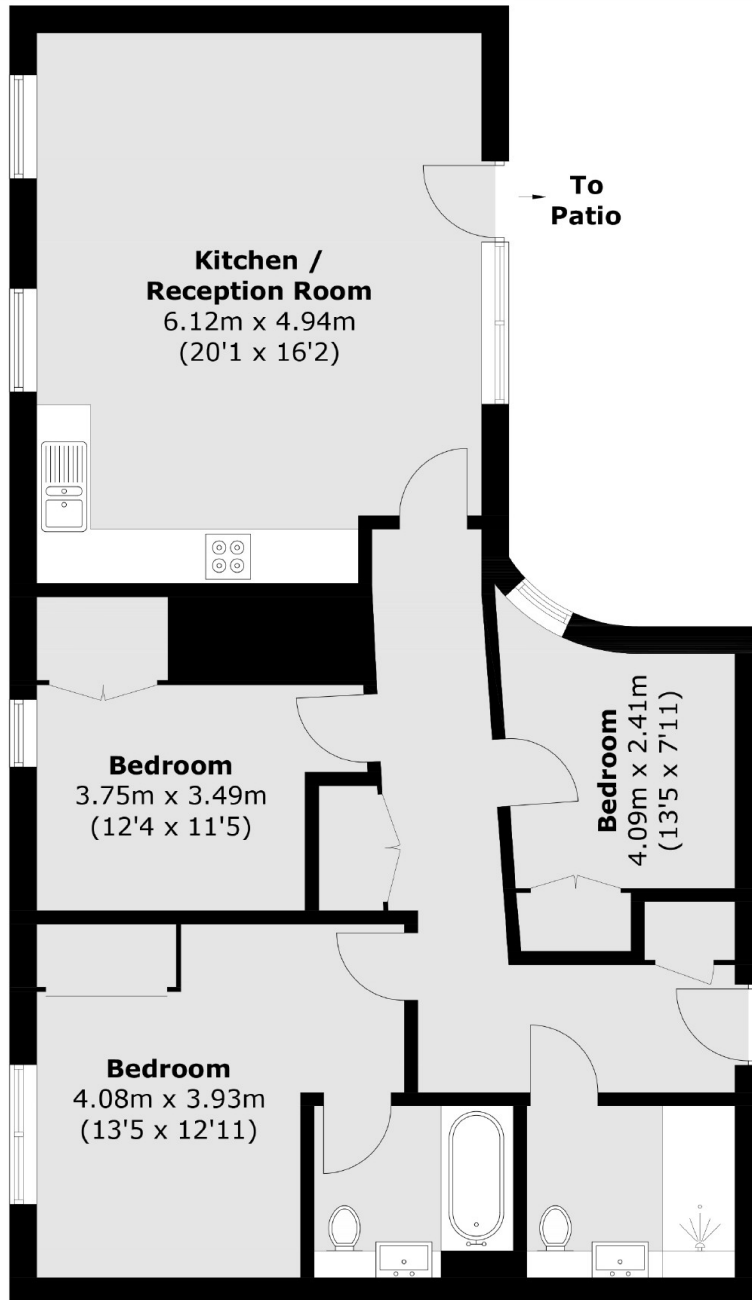 To
Patio
Kitchen /
Reception Room
6.12m x 4.94m
(20'1 x 16'2)
Bedroom
3.75m x 3.49m
(12'4 x 11'5)
Bedroom
4.09m x 2.41m
(13'5 x 7'11)
Bedroom
4.08m x 3.93m
(13'5 x 12'11)